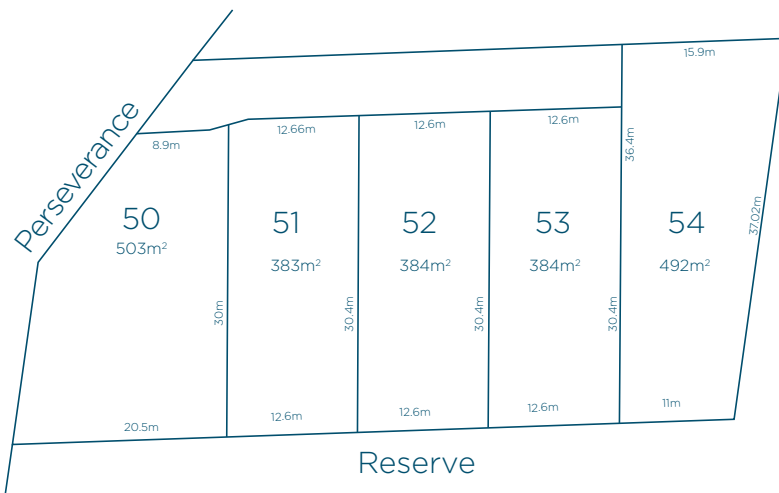 15.9m
12.66m
12.6m
12.6m
8.9m
36.4m
Perseverance
50
503m²
51
383m²
52
384m²
53
384m²
54
492m²
37.02m
30m
30.4m
30.4m
30.4m
20.5m
12.6m
12.6m
12.6m
11m
Reserve